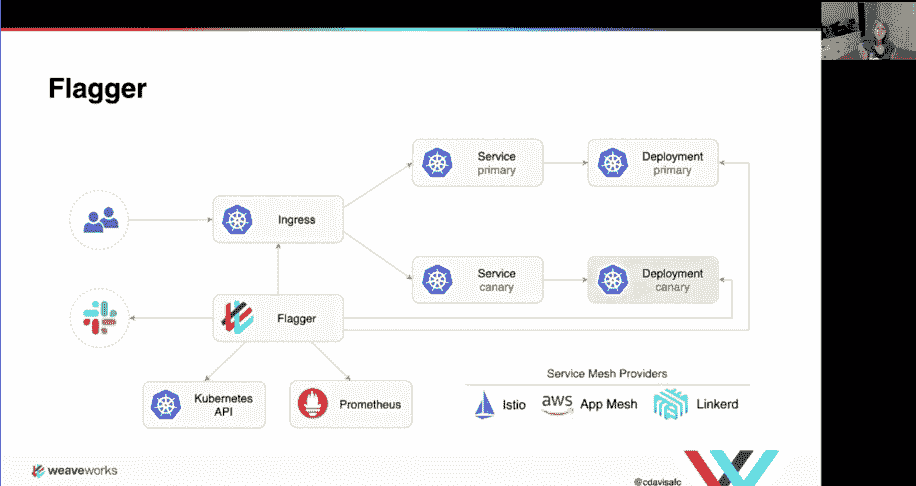 Flagger
Service
primary
Deployment
primary
Ingress
Service
canary
Deployment
canary
Flagger
Kubernetes
API
Prometheus
Service Mesh Providers
Istio
aws
App Mesh
Linkerd
weaveworks
@cdavisafc